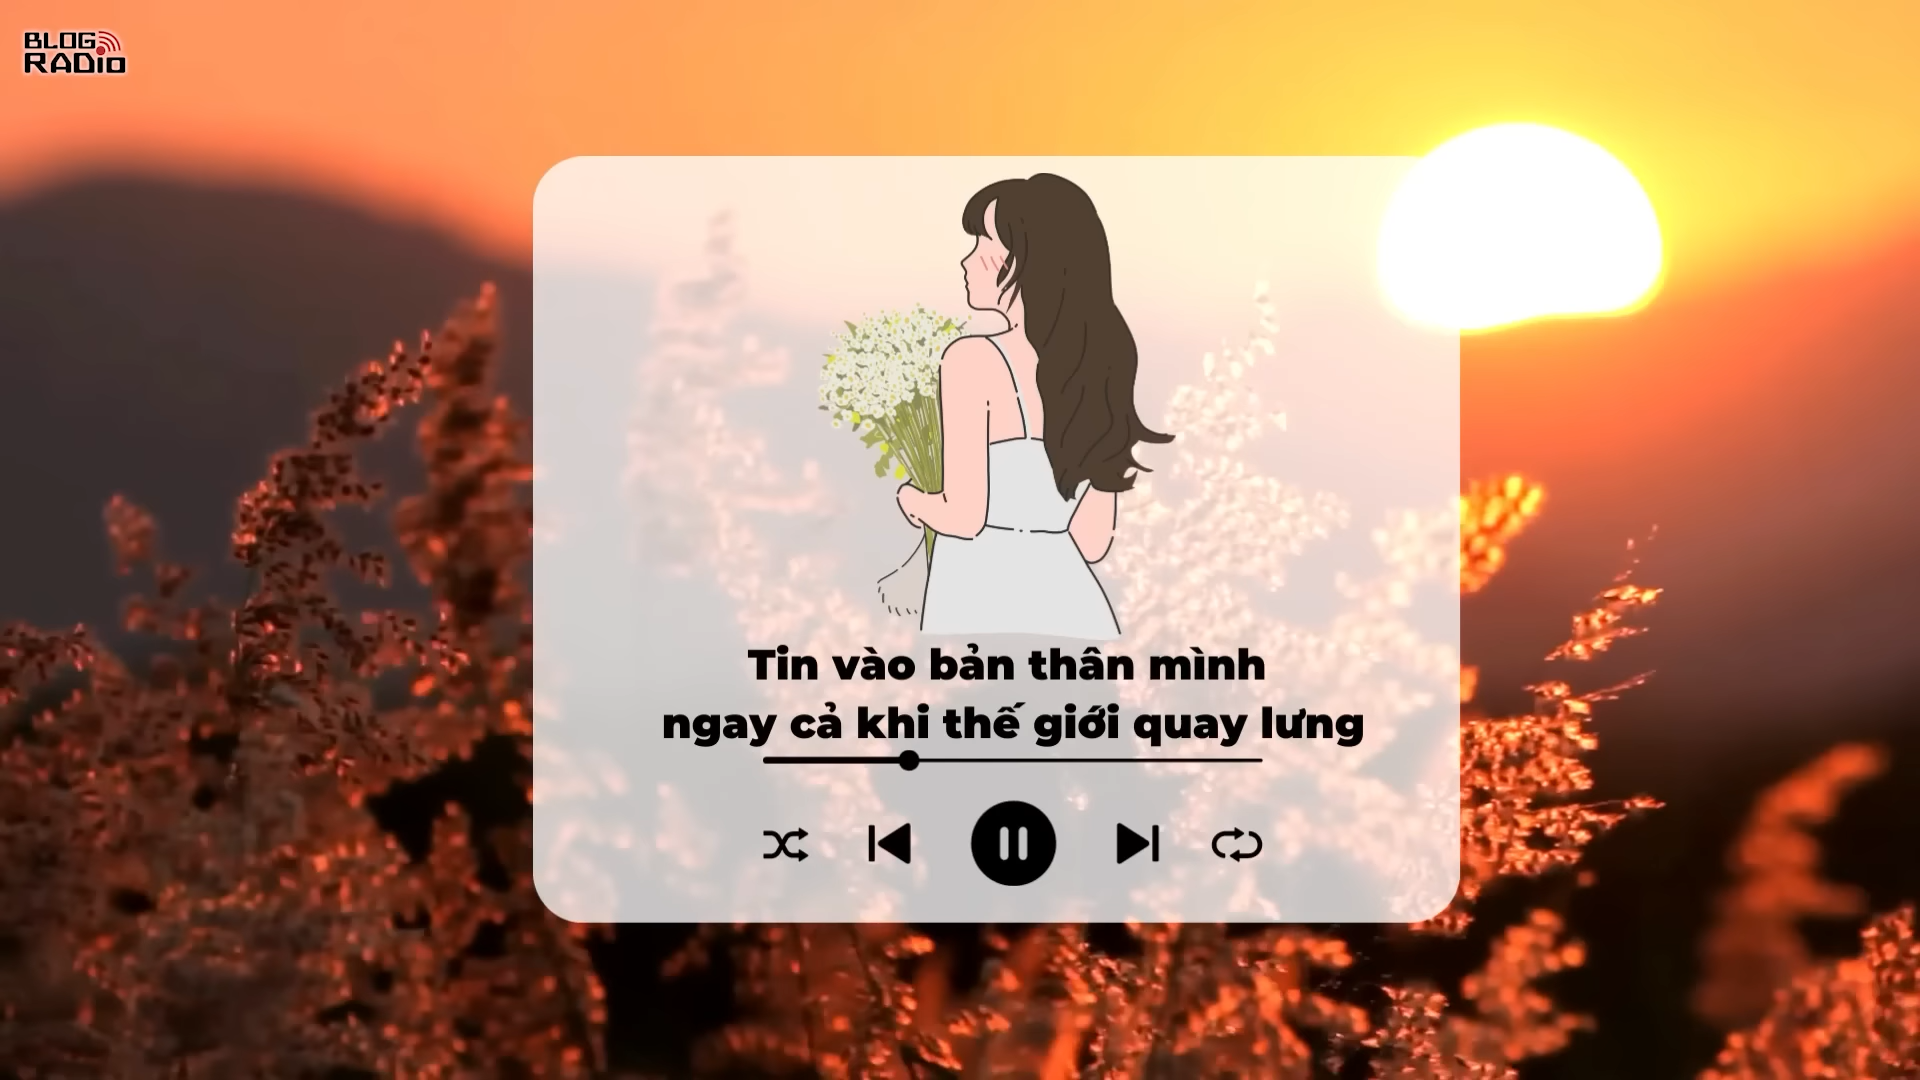 BLOG
RADIO
Tin vào bản thân mình
ngay cả khi thế giới quay lưng